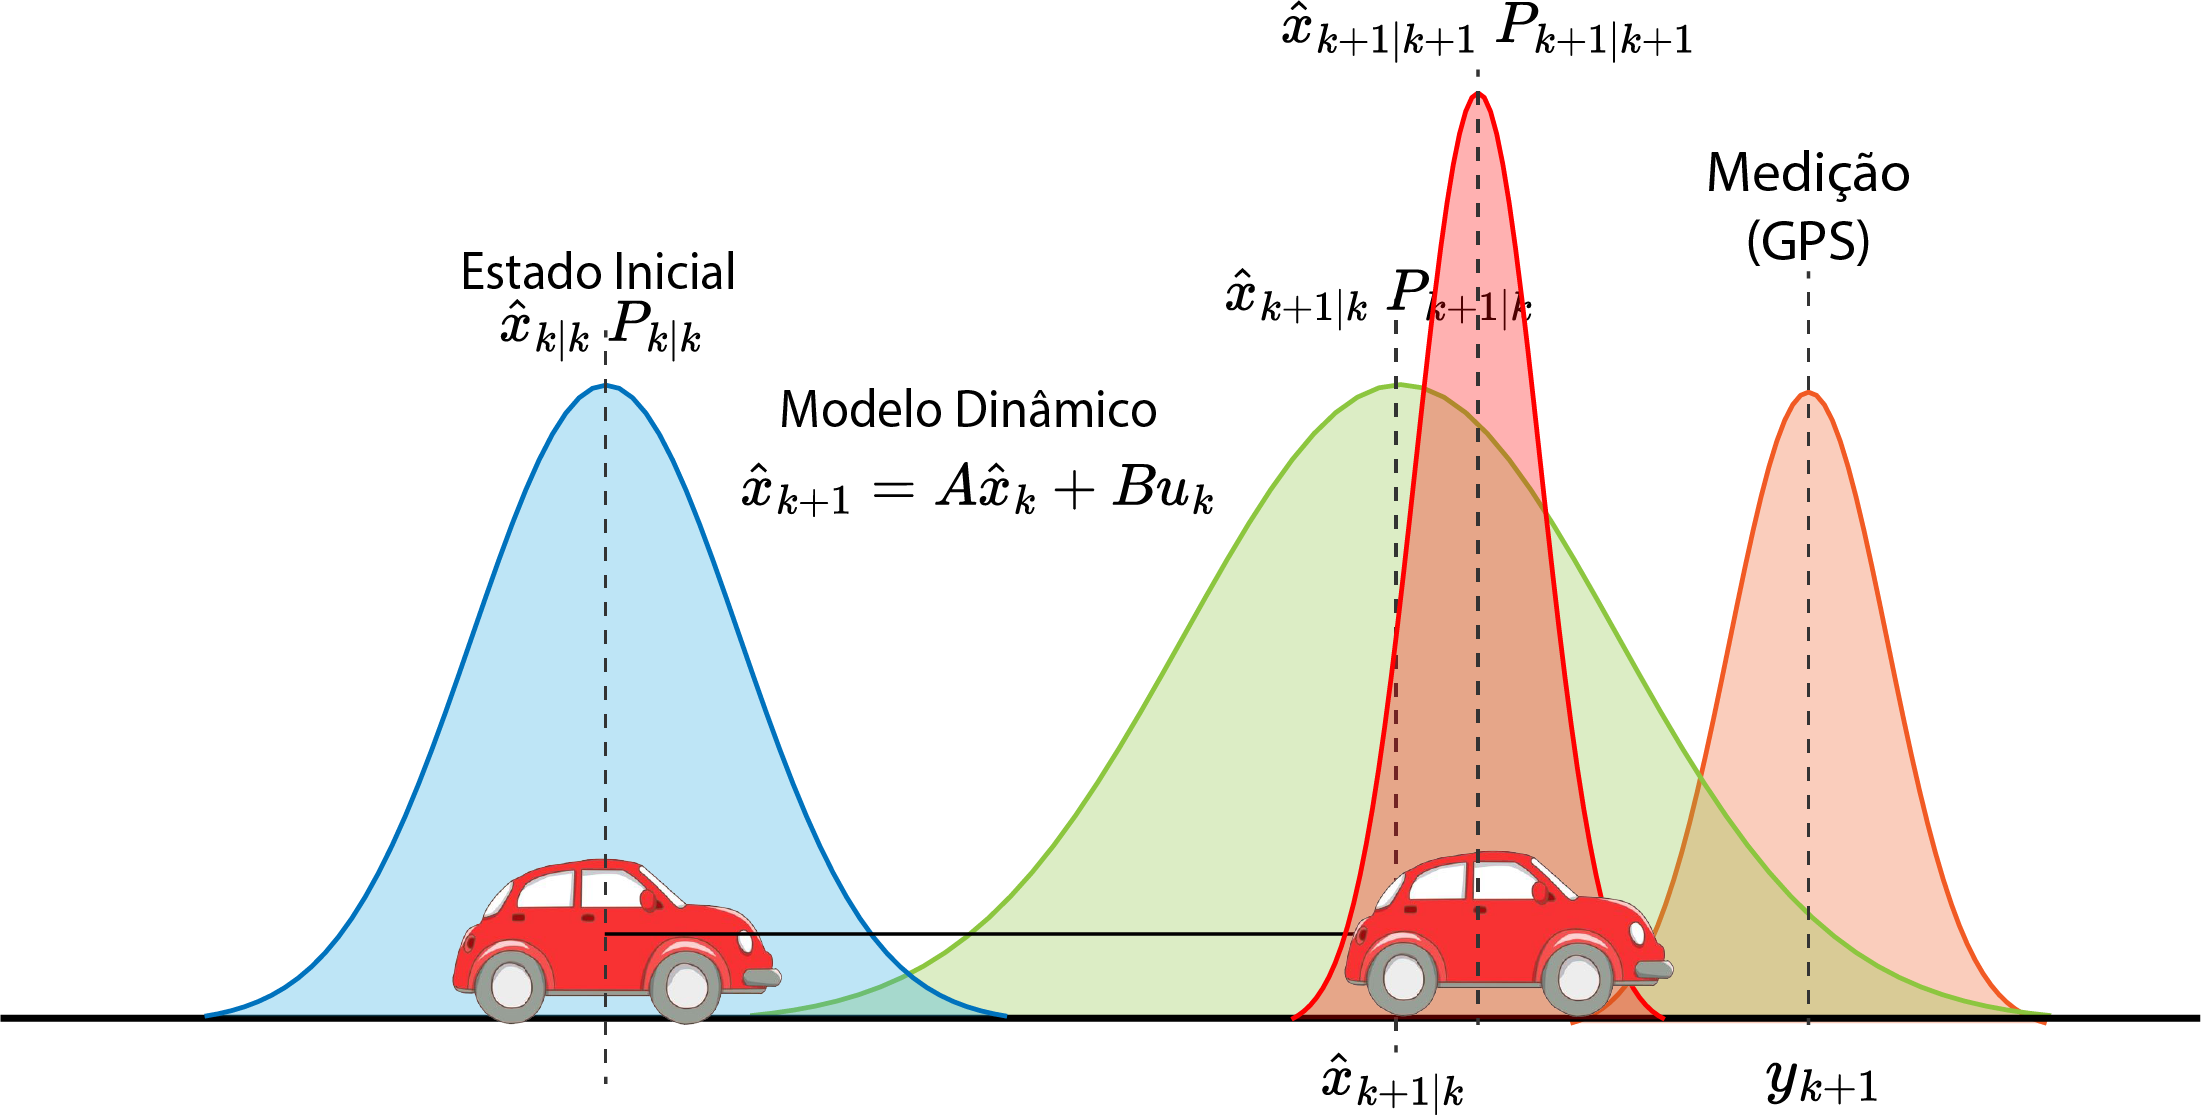 x̂ₖ₊₁|ₖ₊₁ Pₖ₊₁|ₖ₊₁
Medição
(GPS)
Estado Inicial
x̂ₖ|ₖ Pₖ|ₖ
x̂ₖ₊₁|ₖ Pₖ₊₁|ₖ
Modelo Dinâmico
x̂ₖ₊₁ = Ax̂ₖ + Buₖ
x̂ₖ₊₁|ₖ
yₖ₊₁